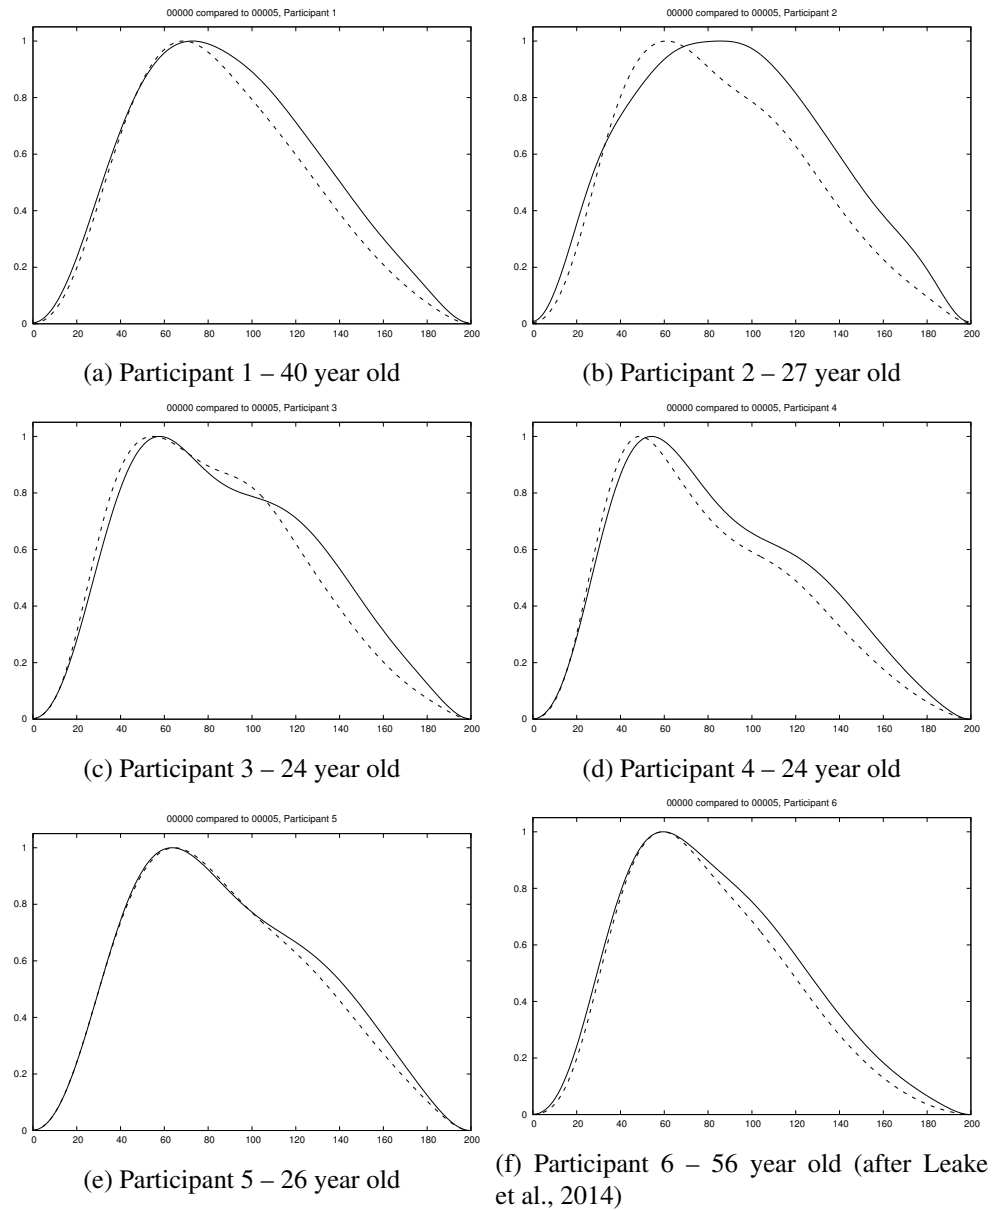 00000 compared to 00005, Participant 1
1
0.8
0.6
0.4
0.2
0
0 20 40 60 80 100 120 140 160 180 200
(a) Participant 1 – 40 year old
00000 compared to 00005, Participant 2
1
0.8
0.6
0.4
0.2
0
0 20 40 60 80 100 120 140 160 180 200
(b) Participant 2 – 27 year old
00000 compared to 00005, Participant 3
1
0.8
0.6
0.4
0.2
0
0 20 40 60 80 100 120 140 160 180 200
(c) Participant 3 – 24 year old
00000 compared to 00005, Participant 4
1
0.8
0.6
0.4
0.2
0
0 20 40 60 80 100 120 140 160 180 200
(d) Participant 4 – 24 year old
00000 compared to 00005, Participant 5
1
0.8
0.6
0.4
0.2
0
0 20 40 60 80 100 120 140 160 180 200
(e) Participant 5 – 26 year old
00000 compared to 00005, Participant 6
1
0.8
0.6
0.4
0.2
0
0 20 40 60 80 100 120 140 160 180 200
(f) Participant 6 – 56 year old (after Leake
et al., 2014)